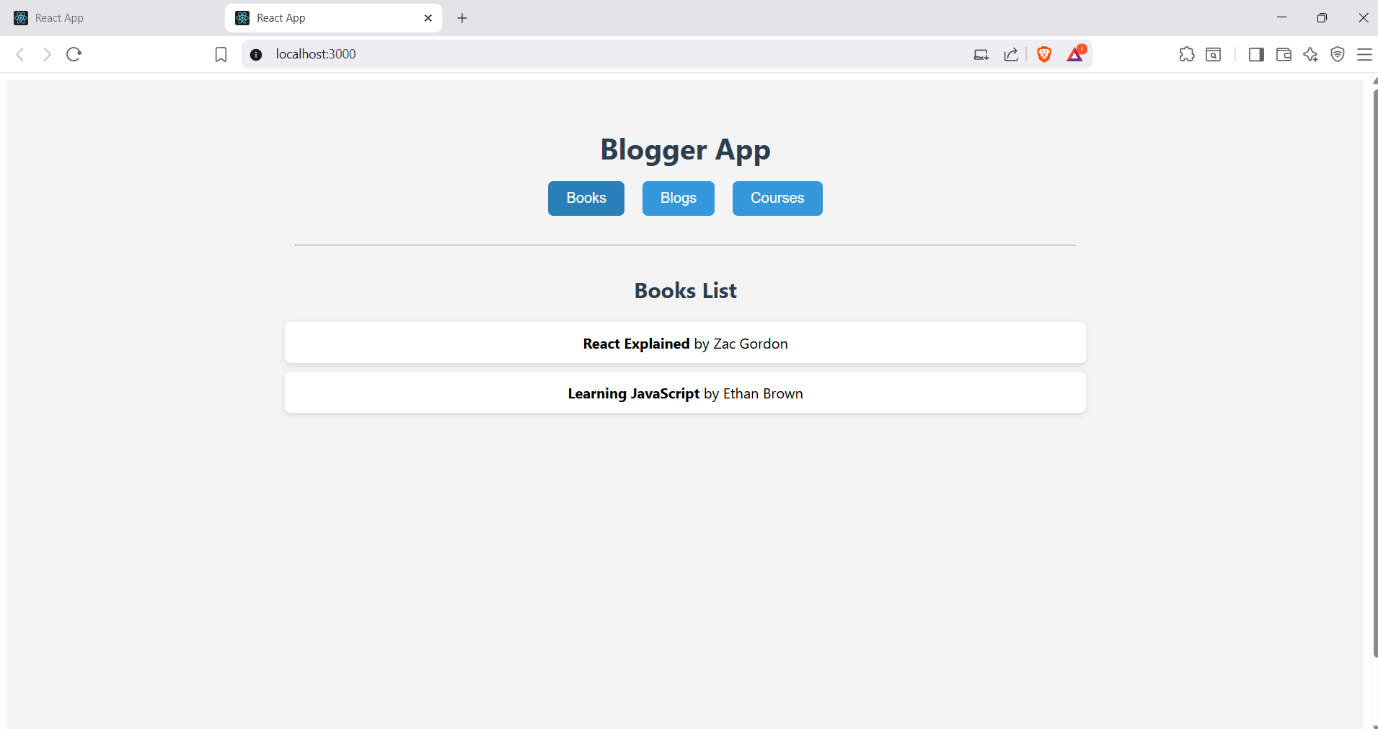 React App
React App
localhost:3000
Blogger App
Books Blogs Courses
Books List
React Explained by Zac Gordon
Learning JavaScript by Ethan Brown